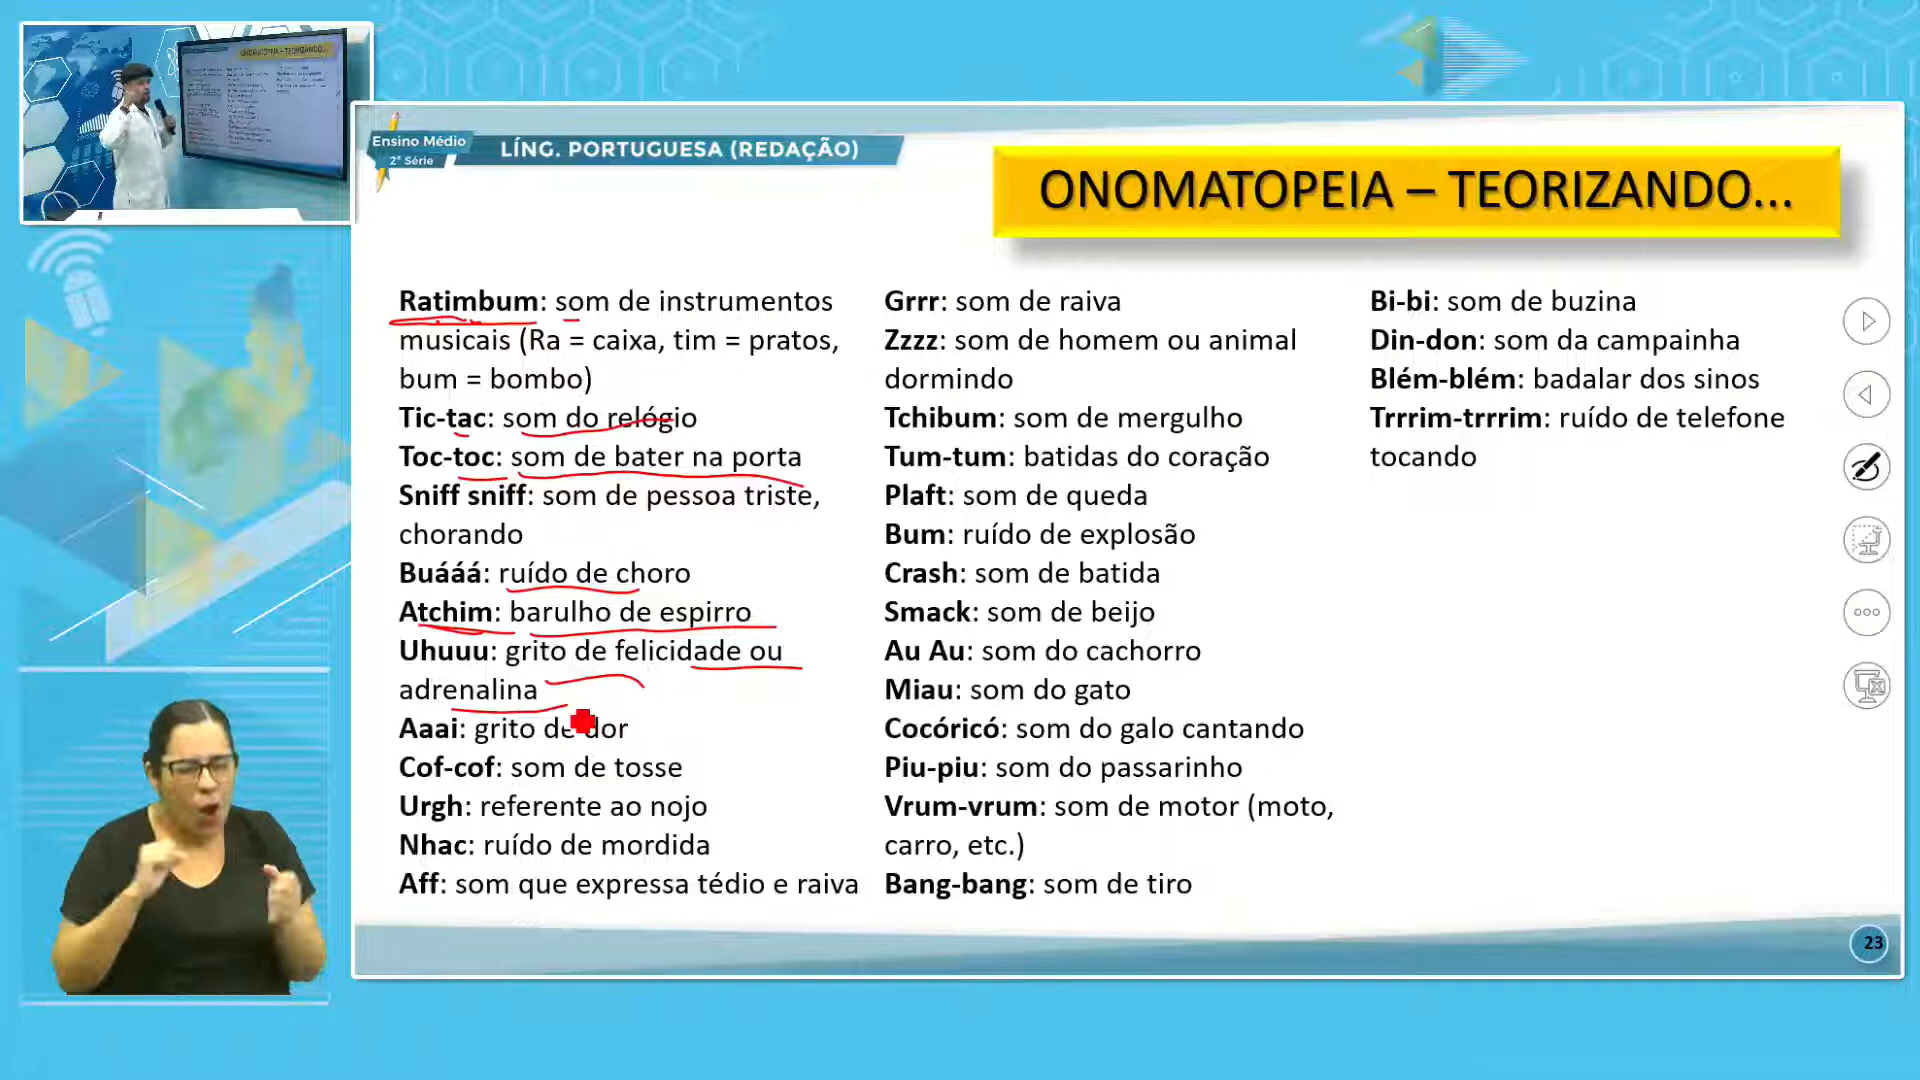 Ensino Médio
2ª Série
LÍNG. PORTUGUESA (REDAÇÃO)
ONOMATOPEIA – TEORIZANDO...
Ratimbum: som de instrumentos
musicais (Ra = caixa, tim = pratos,
bum = bombo)
Tic-tac: som do relógio
Toc-toc: som de bater na porta
Sniff sniff: som de pessoa triste,
chorando
Buááá: ruído de choro
Atchim: barulho de espirro
Uhuuu: grito de felicidade ou
adrenalina
Aaai: grito de dor
Cof-cof: som de tosse
Urgh: referente ao nojo
Nhac: ruído de mordida
Aff: som que expressa tédio e raiva
Grrr: som de raiva
Zzzz: som de homem ou animal
dormindo
Tchibum: som de mergulho
Tum-tum: batidas do coração
Plaft: som de queda
Bum: ruído de explosão
Crash: som de batida
Smack: som de beijo
Au Au: som do cachorro
Miau: som do gato
Cocóricó: som do galo cantando
Piu-piu: som do passarinho
Vrum-vrum: som de motor (moto,
carro, etc.)
Bang-bang: som de tiro
Bi-bi: som de buzina
Din-don: som da campainha
Blém-blém: badalar dos sinos
Trrrim-trrrim: ruído de telefone
tocando
23